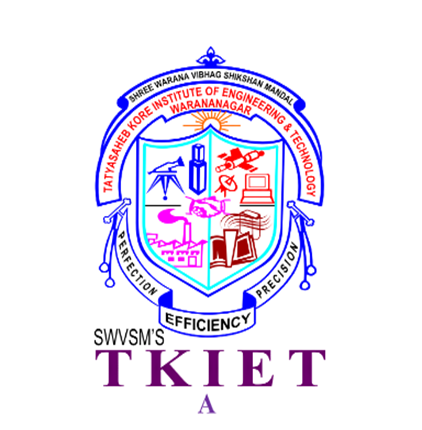 SHREE WARANA VIBHAG SHIKSHAN MANDAL
TATYASAHEB KORE INSTITUTE OF ENGINEERING & TECHNOLOGY
WARANANAGAR
PERFECTION
EFFICIENCY
PRECISION
SWVSM'S
TKIET
A